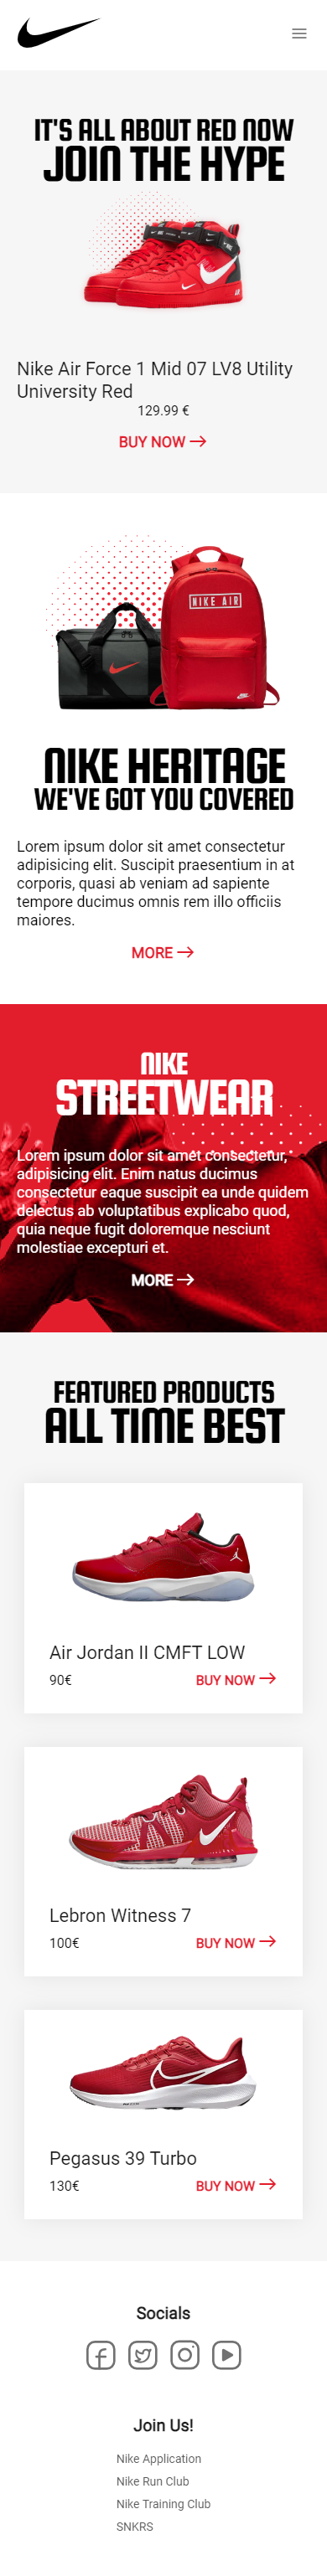 IT'S ALL ABOUT RED NOW
JOIN THE HYPE
Nike Air Force 1 Mid 07 LV8 Utility
University Red
129.99 €
BUY NOW →
NIKE AIR
NIKE HERITAGE
WE'VE GOT YOU COVERED
Lorem ipsum dolor sit amet consectetur
adipisicing elit. Suscipit praesentium in at
corporis, quasi ab veniam ad sapiente
tempore ducimus omnis rem illo officiis
maiores.
MORE →
NIKE
STREETWEAR
Lorem ipsum dolor sit amet consectetur,
adipisicing elit. Enim natus ducimus
consectetur eaque suscipit ea unde quidem
delectus ab voluptatibus explicabo quod,
quia neque fugit doloremque nesciunt
molestiae excepturi et.
MORE →
FEATURED PRODUCTS
ALL TIME BEST
Air Jordan II CMFT LOW
90€ BUY NOW →
Lebron Witness 7
100€ BUY NOW →
Pegasus 39 Turbo
130€ BUY NOW →
Socials
Join Us!
Nike Application
Nike Run Club
Nike Training Club
SNKRS